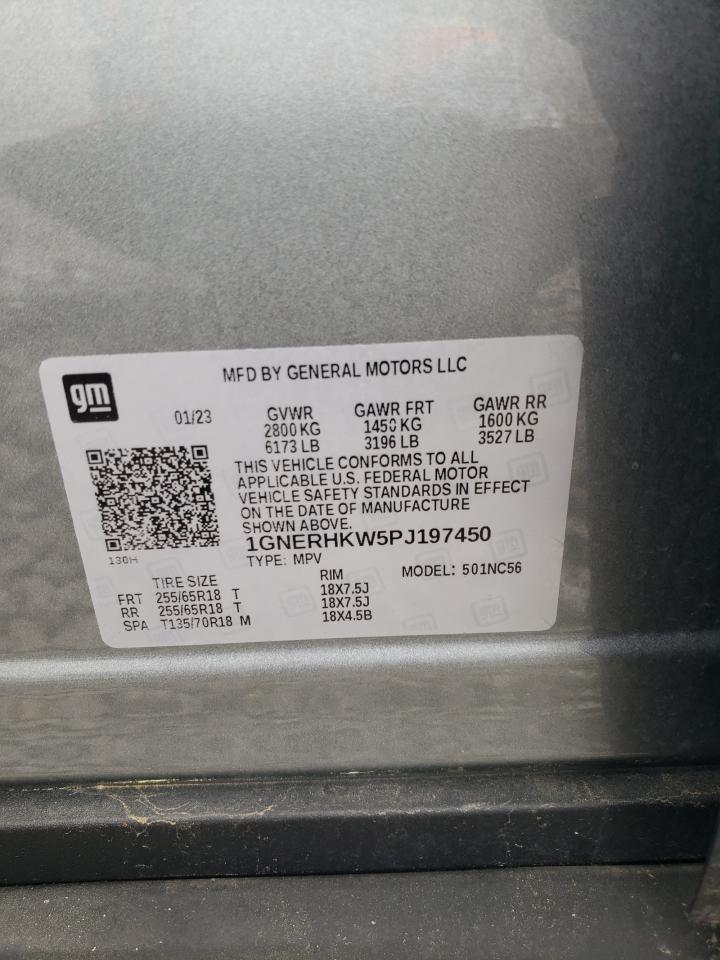 gm
MFD BY GENERAL MOTORS LLC
01/23
GVWR GAWR FRT GAWR RR
2800 KG 1450 KG 1600 KG
6173 LB 3196 LB 3527 LB
THIS VEHICLE CONFORMS TO ALL
APPLICABLE U.S. FEDERAL MOTOR
VEHICLE SAFETY STANDARDS IN EFFECT
ON THE DATE OF MANUFACTURE
SHOWN ABOVE.
1GNERHKW5PJ197450
130H
TYPE: MPV MODEL: 501NC56
TIRE SIZE RIM
FRT 255/65R18 T 18X7.5J
RR 255/65R18 T 18X7.5J
SPA T135/70R18 M 18X4.5B